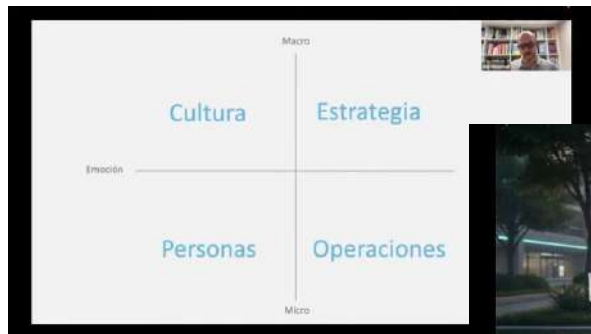 Macro
Cultura Estrategia
Emoción
Personas Operaciones
Micro